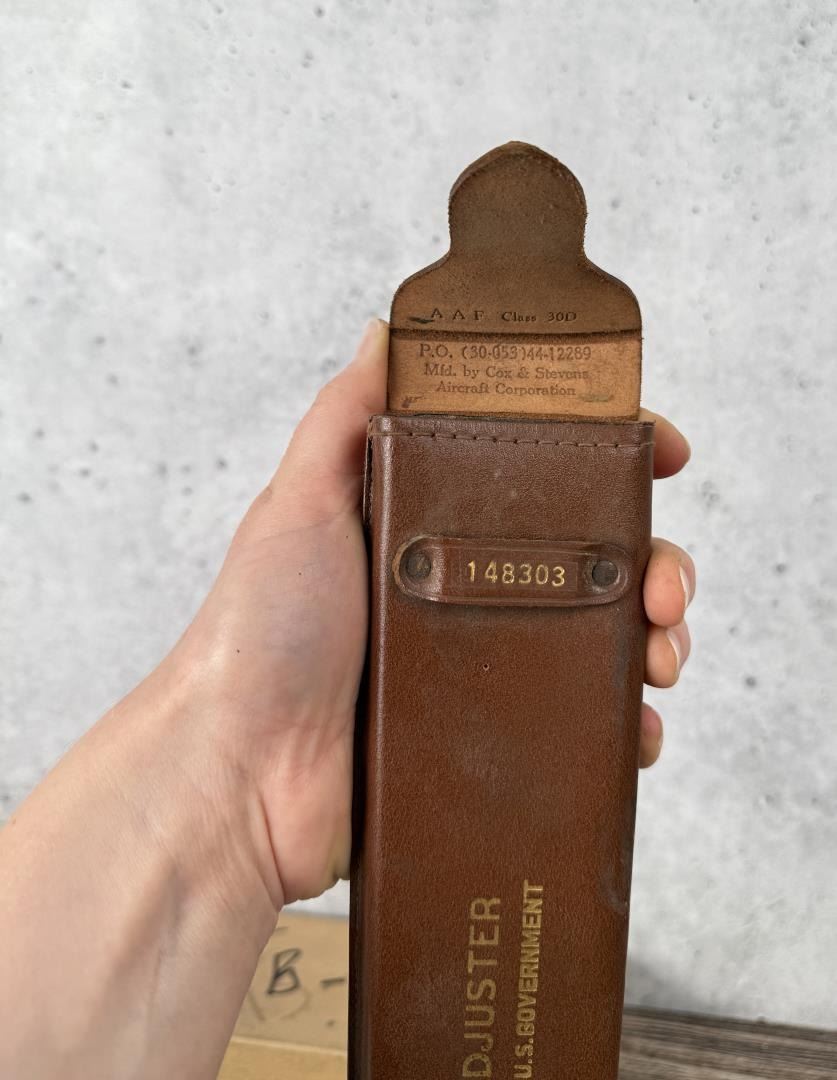 A A F Class 30D
P.O. (30-053)44-12289
Mfd. by Cox & Stevens
Aircraft Corporation
148303
DJUSTER
U.S. GOVERNMENT
B -